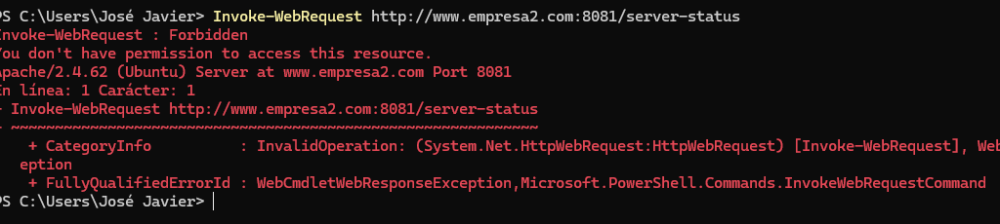 PS C:\Users\José Javier> Invoke-WebRequest http://www.empresa2.com:8081/server-status
Invoke-WebRequest : Forbidden
You don't have permission to access this resource.
Apache/2.4.62 (Ubuntu) Server at www.empresa2.com Port 8081
En línea: 1 Carácter: 1
+ Invoke-WebRequest http://www.empresa2.com:8081/server-status
+ ~~~~~~~~~~~~~~~~~~~~~~~~~~~~~~~~~~~~~~~~~~~~~~~~~~~~~~~~~~~~
+ CategoryInfo : InvalidOperation: (System.Net.HttpWebRequest:HttpWebRequest) [Invoke-WebRequest], Web
eption
+ FullyQualifiedErrorId : WebCmdletWebResponseException,Microsoft.PowerShell.Commands.InvokeWebRequestCommand
PS C:\Users\José Javier>